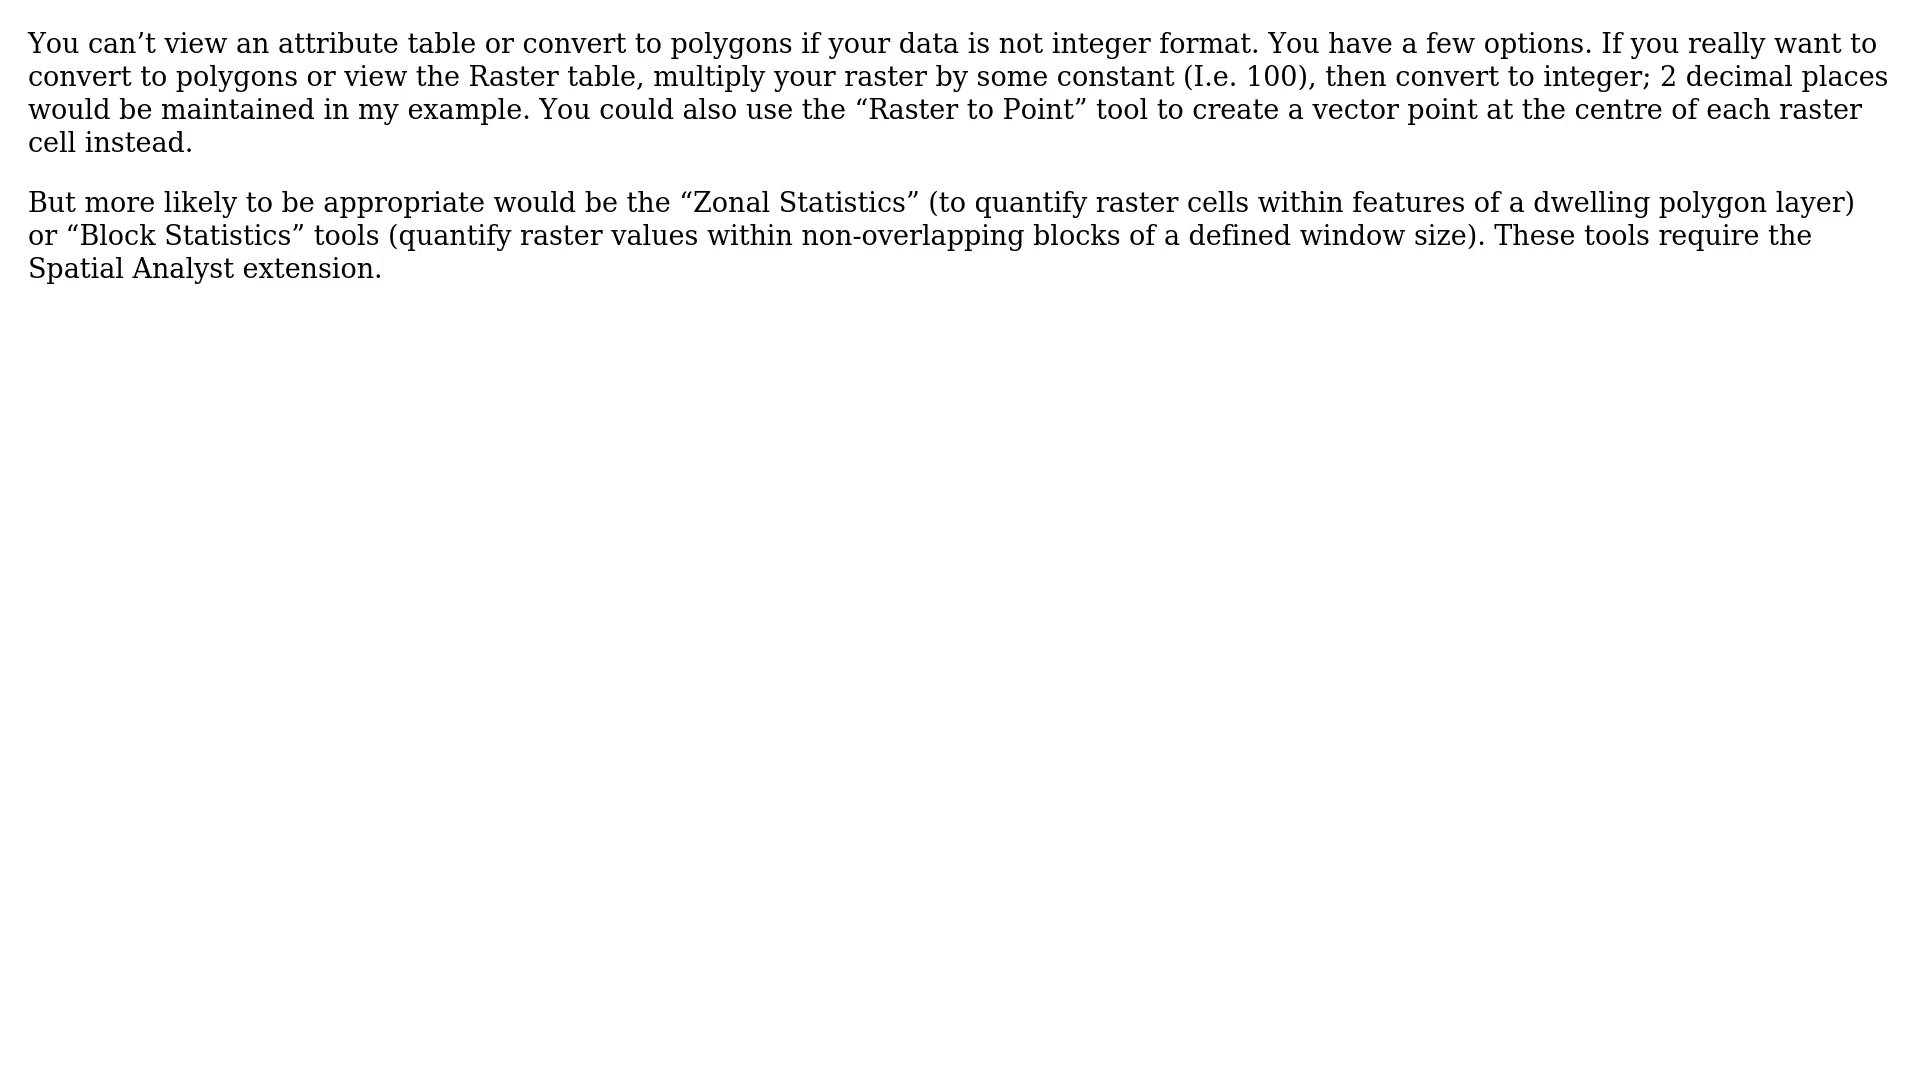 You can’t view an attribute table or convert to polygons if your data is not integer format. You have a few options. If you really want to
convert to polygons or view the Raster table, multiply your raster by some constant (I.e. 100), then convert to integer; 2 decimal places
would be maintained in my example. You could also use the “Raster to Point” tool to create a vector point at the centre of each raster
cell instead.
But more likely to be appropriate would be the “Zonal Statistics” (to quantify raster cells within features of a dwelling polygon layer)
or “Block Statistics” tools (quantify raster values within non-overlapping blocks of a defined window size). These tools require the
Spatial Analyst extension.